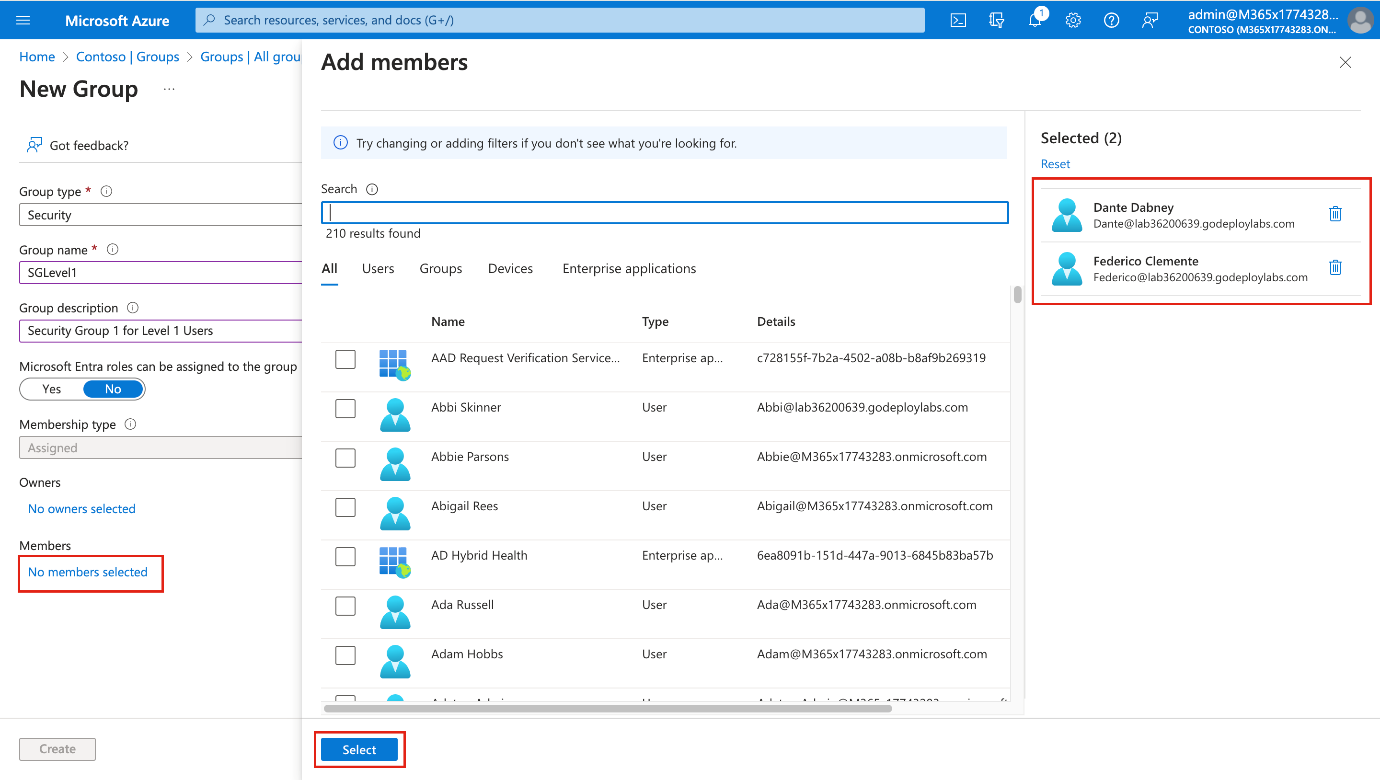 Microsoft Azure
Search resources, services, and docs (G+/)
1
admin@M365x1774328...
CONTOSO (M365X17743283.ON...
Home > Contoso | Groups > Groups | All grou
New Group ...
Got feedback?
Group type *
Security
Group name *
SGLevel1
Group description
Security Group 1 for Level 1 Users
Microsoft Entra roles can be assigned to the group
Yes No
Membership type
Assigned
Owners
No owners selected
Members
No members selected
Create
Add members
Try changing or adding filters if you don't see what you're looking for.
Search
210 results found
All Users Groups Devices Enterprise applications
Name Type Details
AAD Request Verification Service... Enterprise ap... c728155f-7b2a-4502-a08b-b8af9b269319
Abbi Skinner User Abbi@lab36200639.godeploylabs.com
Abbie Parsons User Abbie@M365x17743283.onmicrosoft.com
Abigail Rees User Abigail@M365x17743283.onmicrosoft.com
AD Hybrid Health Enterprise ap... 6ea8091b-151d-447a-9013-6845b83ba57b
Ada Russell User Ada@M365x17743283.onmicrosoft.com
Adam Hobbs User Adam@M365x17743283.onmicrosoft.com
Select
Selected (2)
Reset
Dante Dabney
Dante@lab36200639.godeploylabs.com
Federico Clemente
Federico@lab36200639.godeploylabs.com